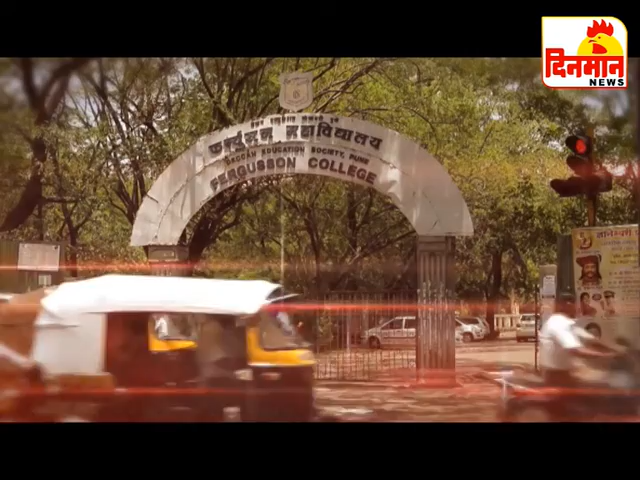 दिनमान
NEWS
फर्ग्युसन महाविद्यालय
DECCAN EDUCATION SOCIETY, PUNE
FERGUSSON COLLEGE